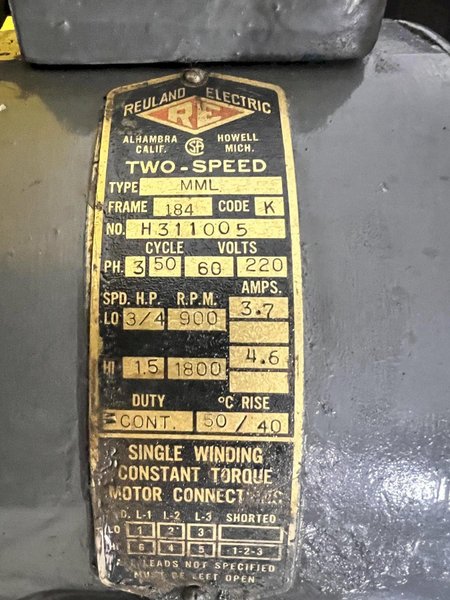 REULAND ELECTRIC
RE
ALHAMBRA CALIF. SA HOWELL MICH.
TWO-SPEED
TYPE MML
FRAME 184 CODE K
NO. H311005
CYCLE VOLTS
PH. 3 50 60 220
SPD. H.P. R.P.M. AMPS.
LO 3/4 900 3.7
HI 1.5 1800 4.6
DUTY °C RISE
CONT. 50/40
SINGLE WINDING
CONSTANT TORQUE
MOTOR CONNECT
L-1 L-2 L-3 SHORTED
LO 1 2 3
6 4 5 1-2-3
LEADS NOT SPECIFIED
MUST BE LEFT OPEN